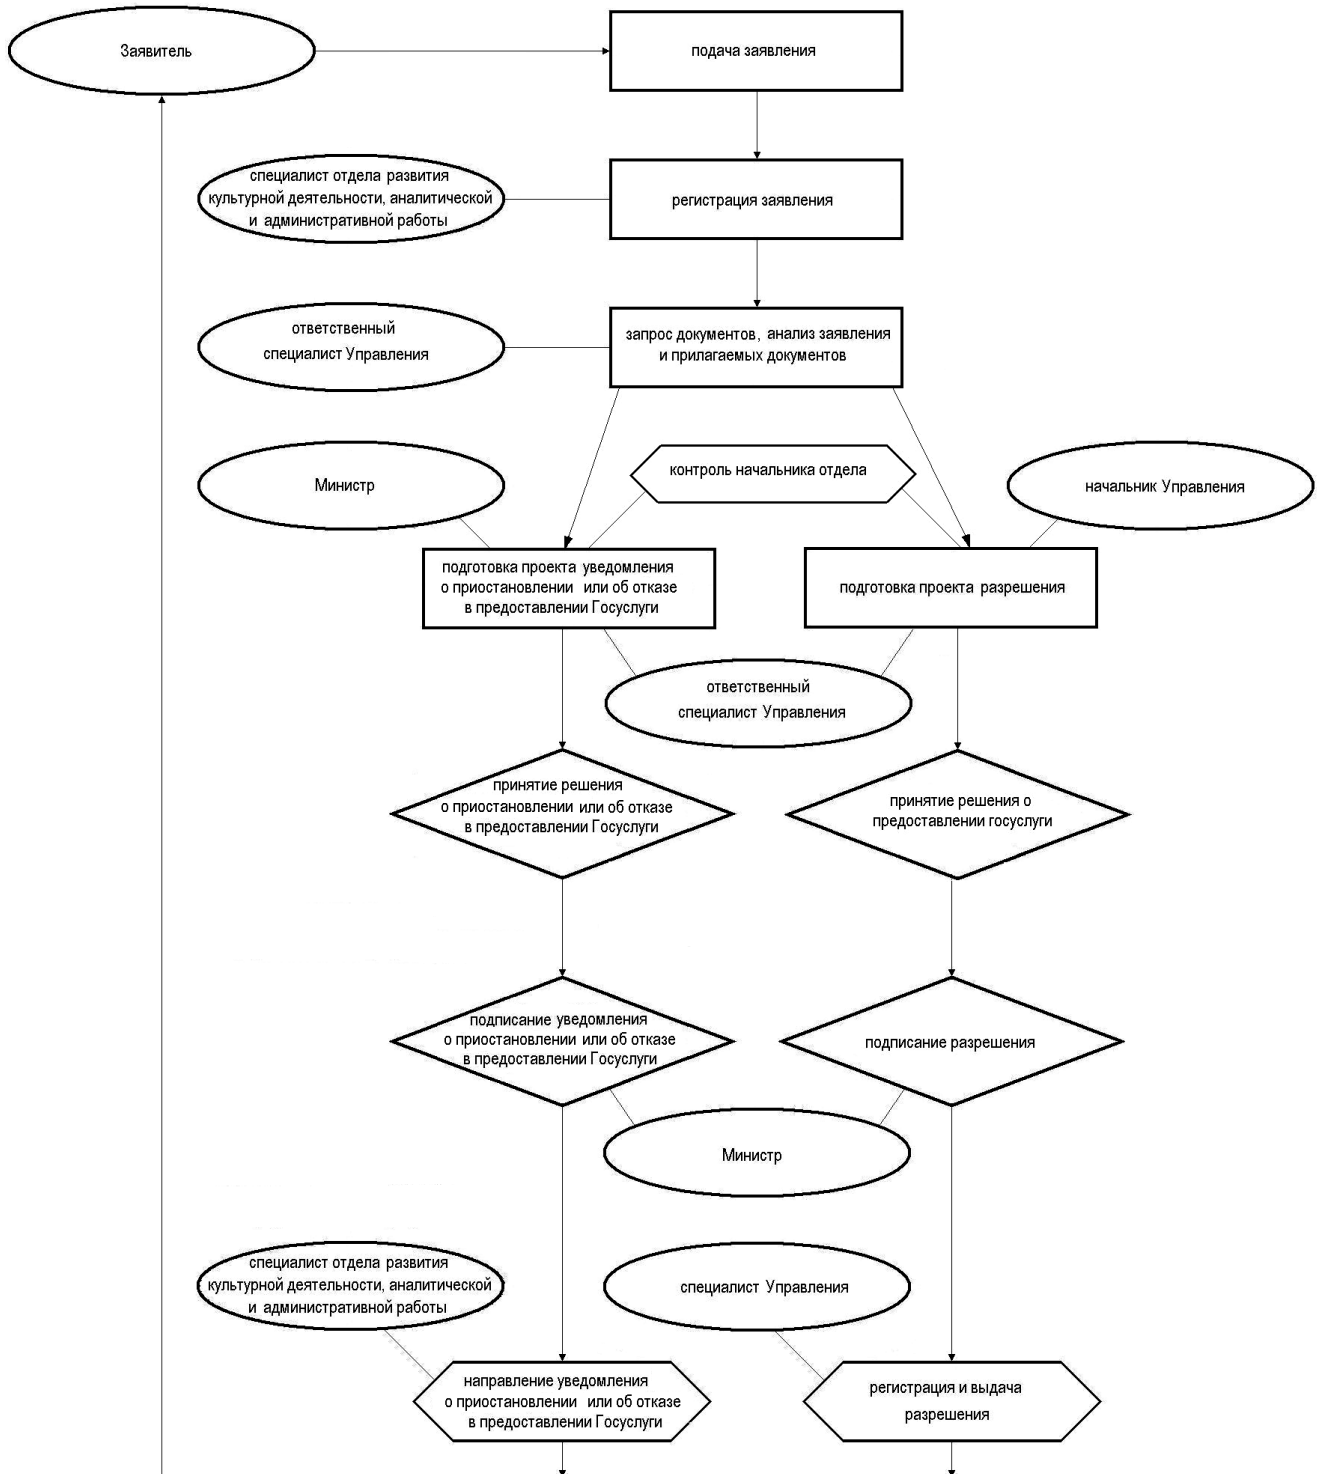 Заявитель
подача заявления
специалист отдела развития
культурной деятельности, аналитической
и административной работы
регистрация заявления
ответственный
специалист Управления
запрос документов, анализ заявления
и прилагаемых документов
Министр
контроль начальника отдела
начальник Управления
подготовка проекта уведомления
о приостановлении или об отказе
в предоставлении Госуслуги
подготовка проекта разрешения
ответственный
специалист Управления
принятие решения
о приостановлении или об отказе
в предоставлении Госуслуги
принятие решения о
предоставлении госуслуги
подписание уведомления
о приостановлении или об отказе
в предоставлении Госуслуги
подписание разрешения
Министр
специалист отдела развития
культурной деятельности, аналитической
и административной работы
специалист Управления
направление уведомления
о приостановлении или об отказе
в предоставлении Госуслуги
регистрация и выдача
разрешения